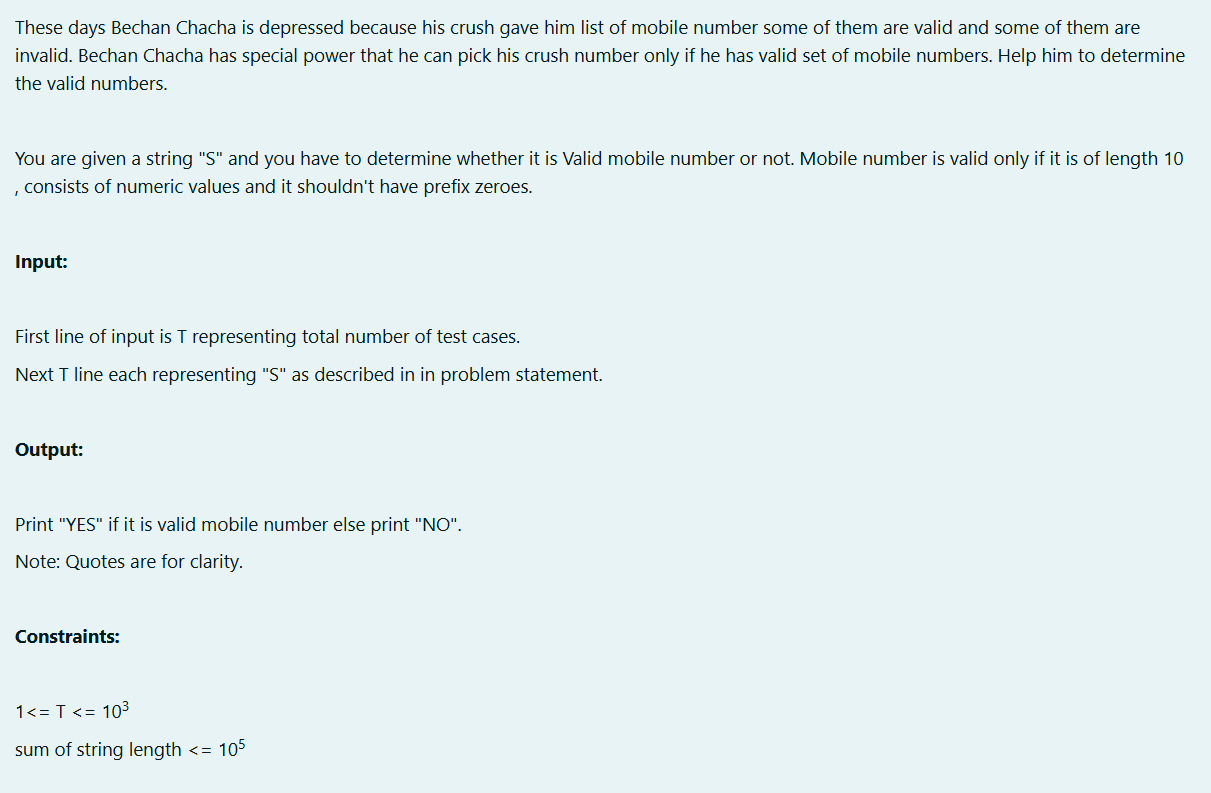 These days Bechan Chacha is depressed because his crush gave him list of mobile number some of them are valid and some of them are
invalid. Bechan Chacha has special power that he can pick his crush number only if he has valid set of mobile numbers. Help him to determine
the valid numbers.
You are given a string "S" and you have to determine whether it is Valid mobile number or not. Mobile number is valid only if it is of length 10
, consists of numeric values and it shouldn't have prefix zeroes.
Input:
First line of input is T representing total number of test cases.
Next T line each representing "S" as described in in problem statement.
Output:
Print "YES" if it is valid mobile number else print "NO".
Note: Quotes are for clarity.
Constraints:
1<= T <= 10³
sum of string length <= 10⁵